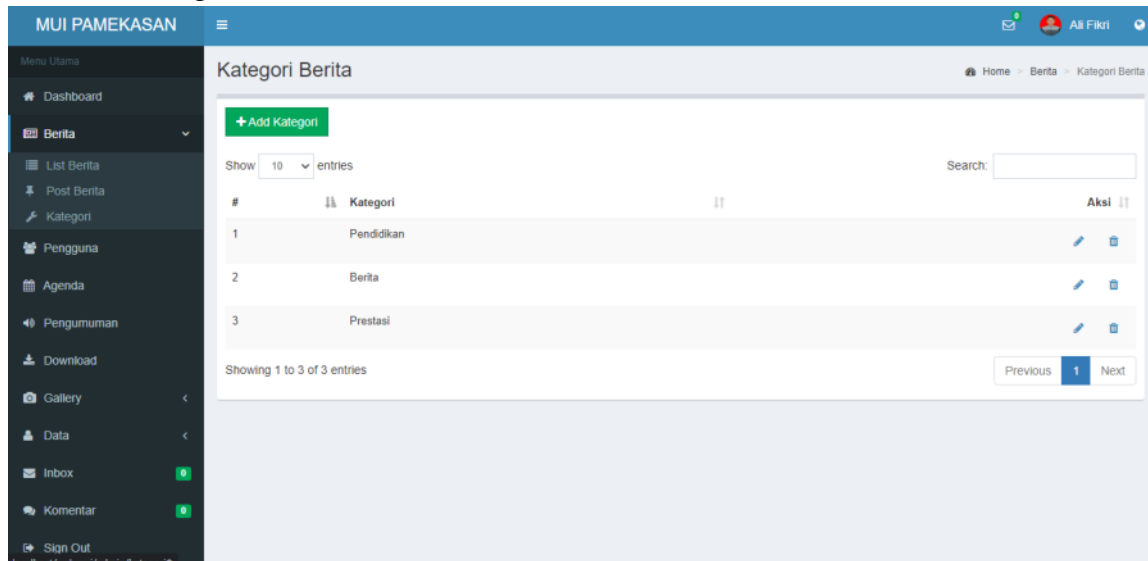 MUI PAMEKASAN
0
Ali Fikri
Menu Utama
Dashboard
Berita
List Berita
Post Berita
Kategori
Pengguna
Agenda
Pengumuman
Download
Gallery
Data
Inbox 0
Komentar 0
Sign Out
Kategori Berita
Home > Berita > Kategori Berita
+ Add Kategori
Show 10 entries
Search:
# Kategori Aksi
1 Pendidikan
2 Berita
3 Prestasi
Showing 1 to 3 of 3 entries
Previous 1 Next